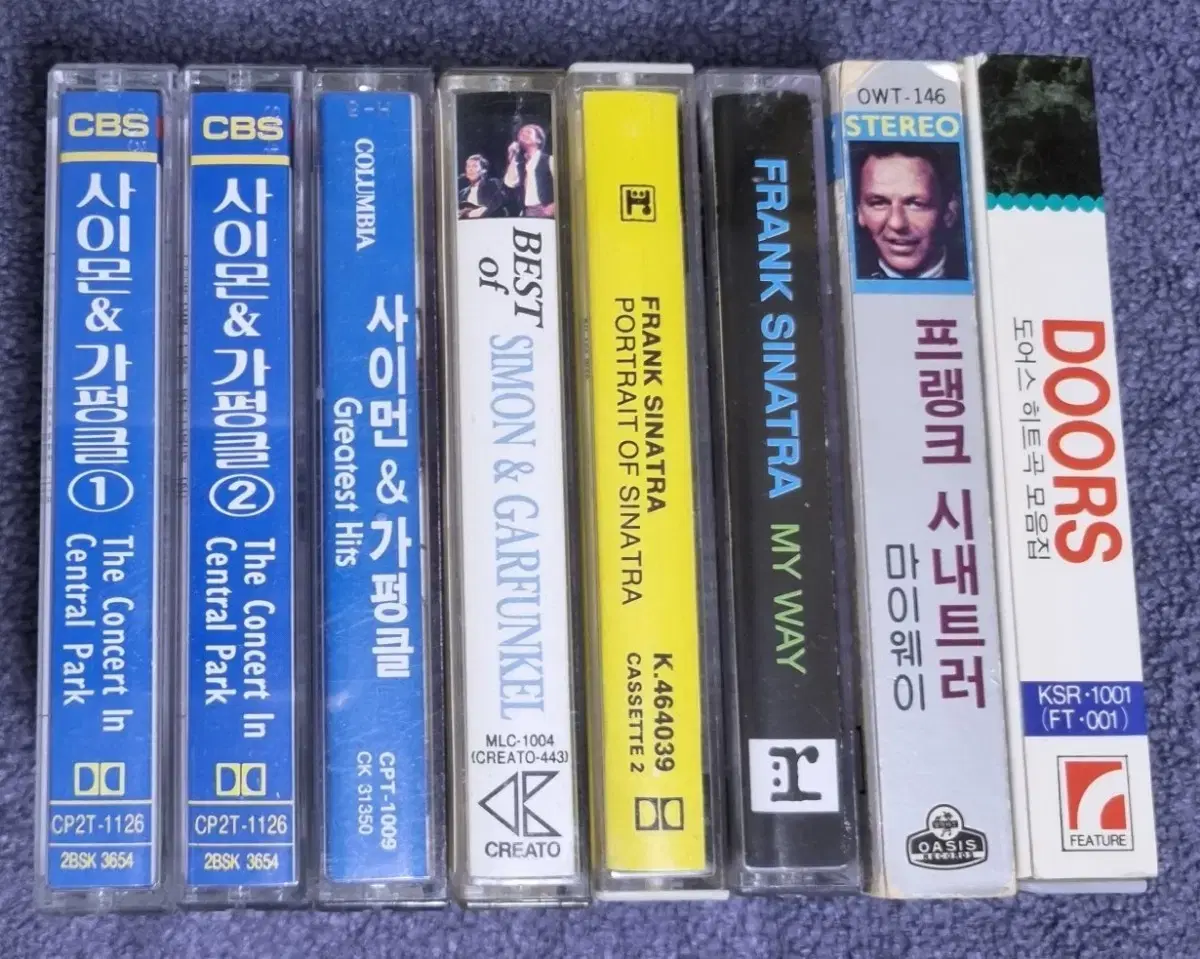 CBS
사이몬&가펑클①
The Concert In
Central Park
CP2T-1126
2BSK 3654
CBS
사이몬&가펑클②
The Concert In
Central Park
CP2T-1126
2BSK 3654
COLUMBIA
사이먼 & 가펑클
Greatest Hits
CPT-1009
CK 31350
BEST
of
SIMON & GARFUNKEL
MLC-1004
(CREATO-443)
CREATO
r
FRANK SINATRA
PORTRAIT OF SINATRA
K.464039
CASSETTE 2
FRANK SINATRA MY WAY
r
OWT-146
STEREO
프랭크 시내트러
마이웨이
OASIS
RECORDS
DOORS
도어스 히트곡 모음집
KSR·1001
(FT·001)
FEATURE